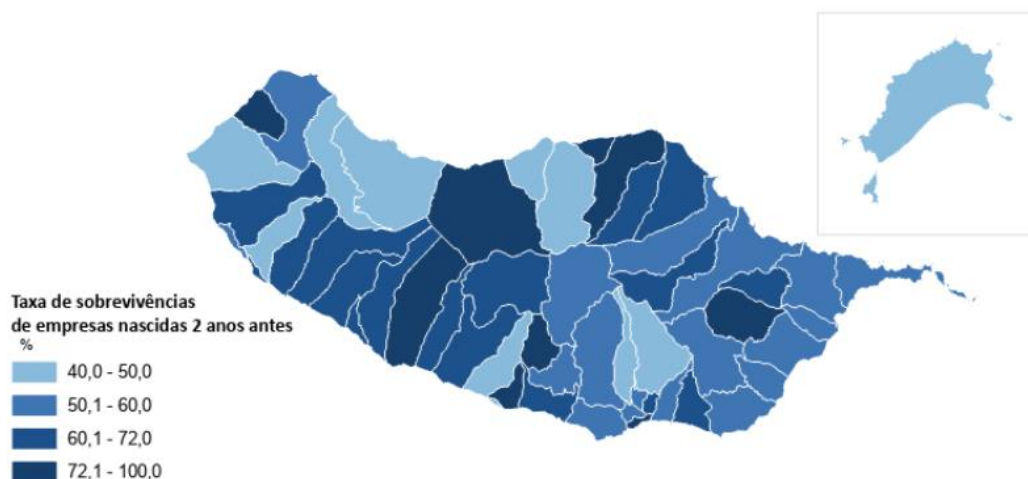 Taxa de sobrevivências
de empresas nascidas 2 anos antes
%
40,0 - 50,0
50,1 - 60,0
60,1 - 72,0
72,1 - 100,0